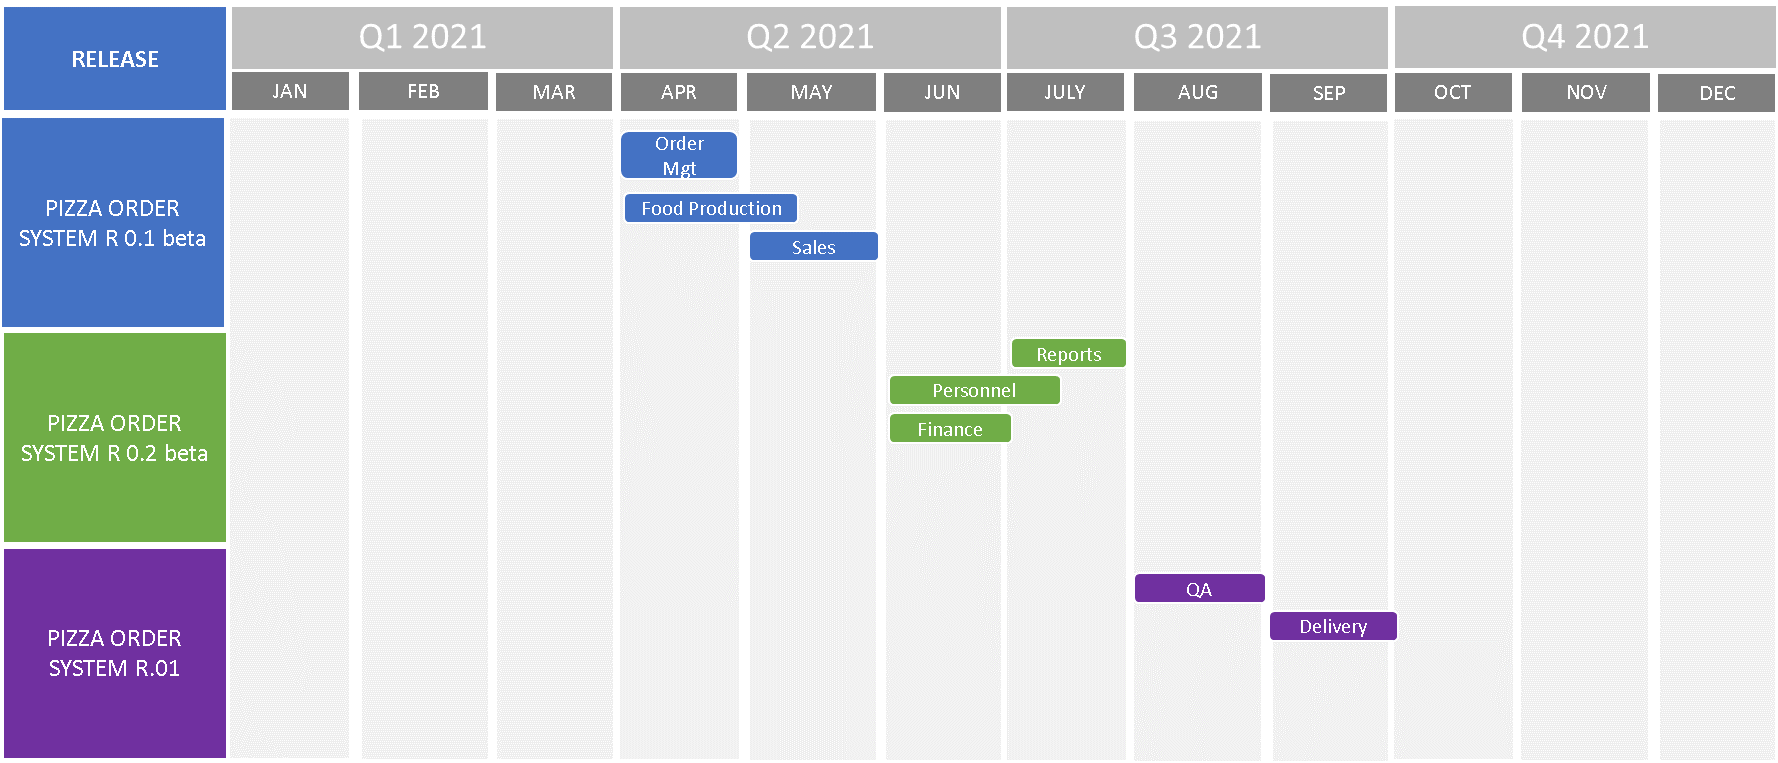 RELEASE
Q1 2021
Q2 2021
Q3 2021
Q4 2021
JAN
FEB
MAR
APR
MAY
JUN
JULY
AUG
SEP
OCT
NOV
DEC
PIZZA ORDER
SYSTEM R 0.1 beta
Order
Mgt
Food Production
Sales
PIZZA ORDER
SYSTEM R 0.2 beta
Reports
Personnel
Finance
PIZZA ORDER
SYSTEM R.01
QA
Delivery